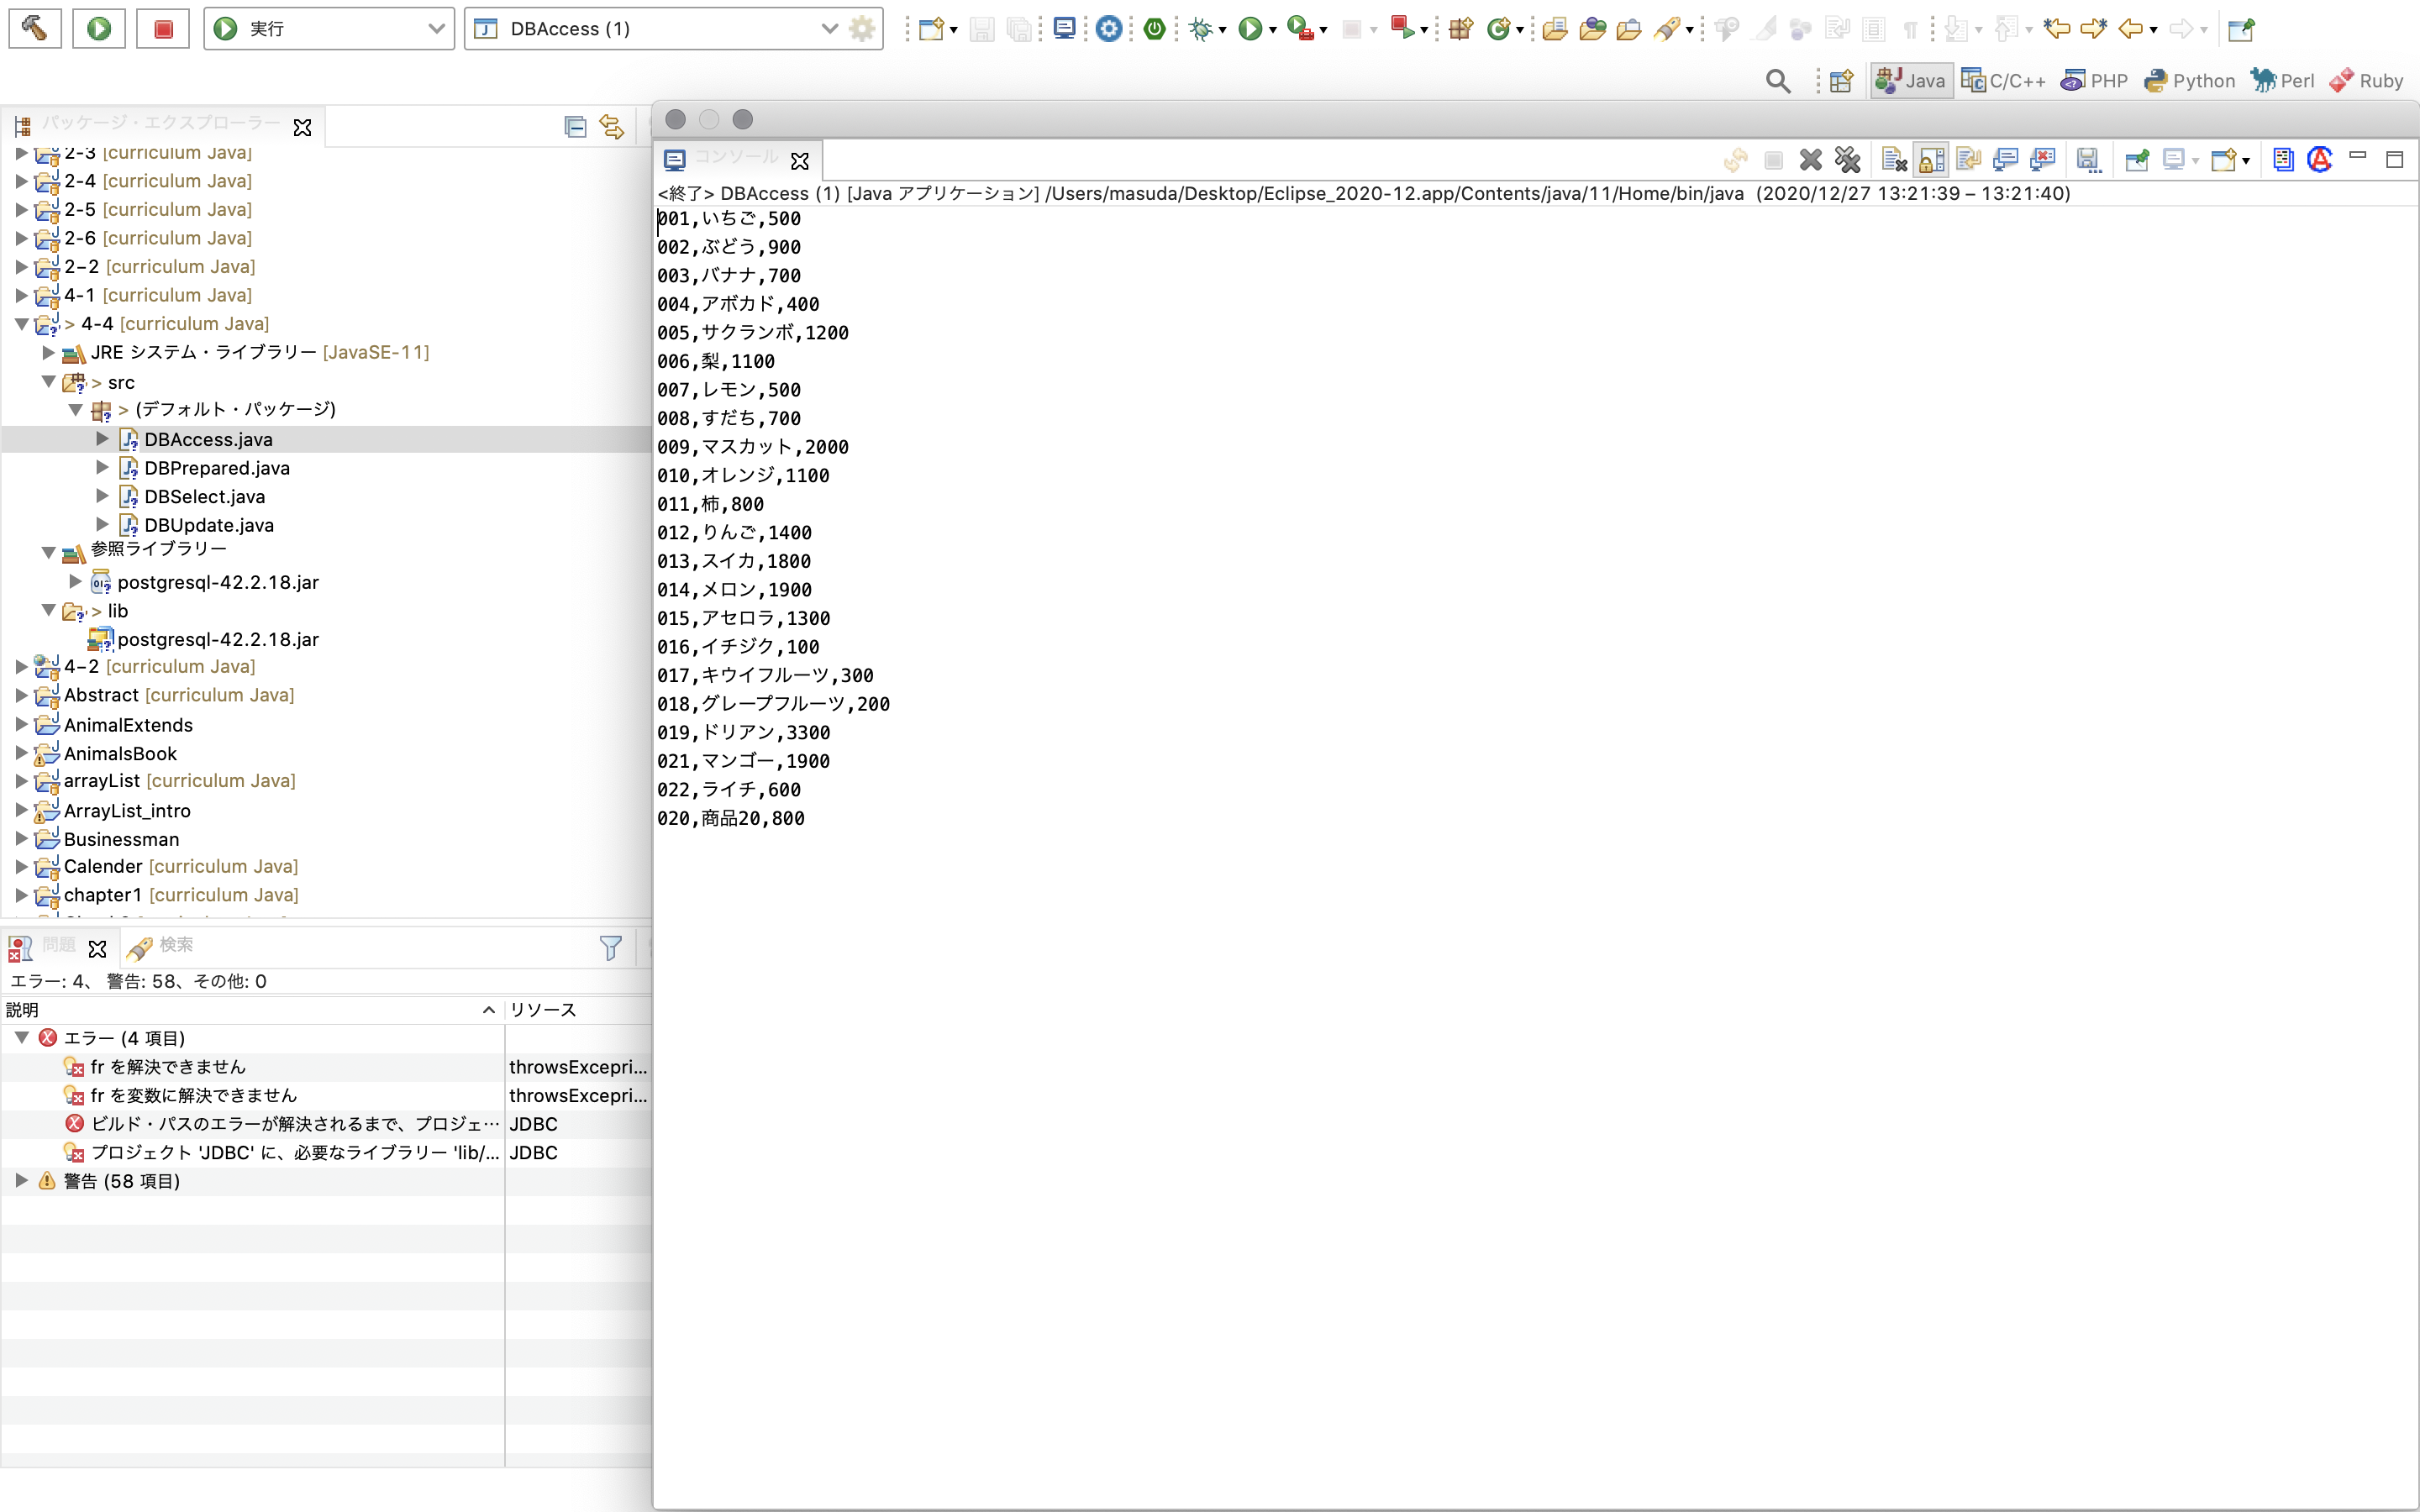 実行
DBAccess (1)
Java
C/C++
PHP
Python
Perl
Ruby
パッケージ・エクスプローラー
2-3 [curriculum Java]
2-4 [curriculum Java]
2-5 [curriculum Java]
2-6 [curriculum Java]
2−2 [curriculum Java]
4-1 [curriculum Java]
> 4-4 [curriculum Java]
JRE システム・ライブラリー [JavaSE-11]
> src
> (デフォルト・パッケージ)
DBAccess.java
DBPrepared.java
DBSelect.java
DBUpdate.java
参照ライブラリー
postgresql-42.2.18.jar
> lib
postgresql-42.2.18.jar
4−2 [curriculum Java]
Abstract [curriculum Java]
AnimalExtends
AnimalsBook
arrayList [curriculum Java]
ArrayList_intro
Businessman
Calender [curriculum Java]
chapter1 [curriculum Java]
問題
検索
エラー: 4、 警告: 58、その他: 0
説明 リソース
エラー (4 項目)
fr を解決できません throwsExcepri...
fr を変数に解決できません throwsExcepri...
ビルド・パスのエラーが解決されるまで、プロジェ… JDBC
プロジェクト 'JDBC' に、必要なライブラリー 'lib/... JDBC
警告 (58 項目)
コンソール
<終了> DBAccess (1) [Java アプリケーション] /Users/masuda/Desktop/Eclipse_2020-12.app/Contents/java/11/Home/bin/java (2020/12/27 13:21:39 – 13:21:40)
001,いちご,500
002,ぶどう,900
003,バナナ,700
004,アボカド,400
005,サクランボ,1200
006,梨,1100
007,レモン,500
008,すだち,700
009,マスカット,2000
010,オレンジ,1100
011,柿,800
012,りんご,1400
013,スイカ,1800
014,メロン,1900
015,アセロラ,1300
016,イチジク,100
017,キウイフルーツ,300
018,グレープフルーツ,200
019,ドリアン,3300
021,マンゴー,1900
022,ライチ,600
020,商品20,800